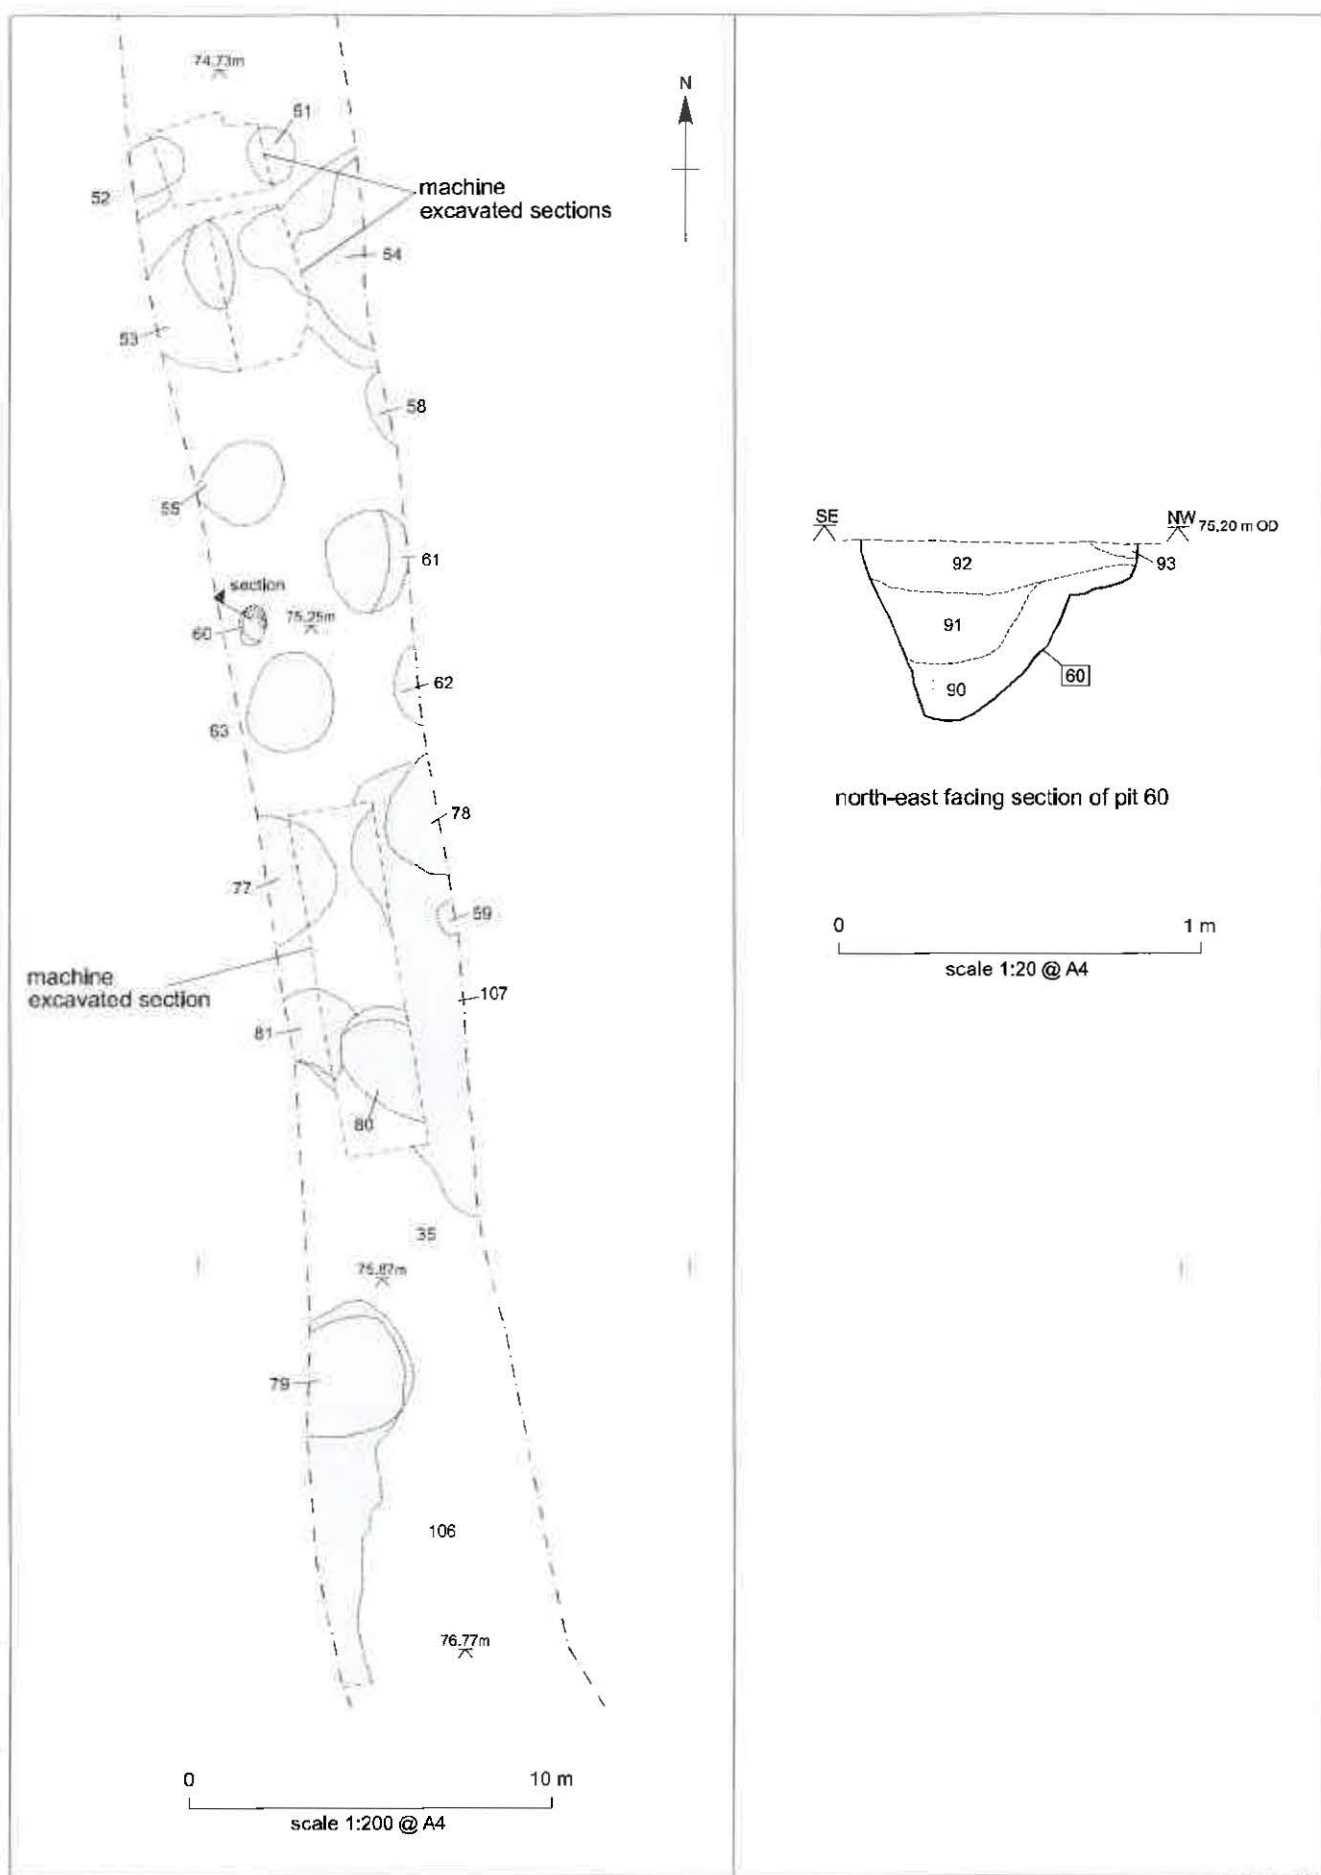 74.73m
N
51
machine
excavated sections
52
54
53
58
55
61
section
60
75.25m
62
63
78
77
59
machine
excavated section
107
81
80
35
75.87m
79
106
76.77m
0 10 m
scale 1:200 @ A4
SE
NW
75.20 m OD
92
93
91
60
90
north-east facing section of pit 60
0 1 m
scale 1:20 @ A4